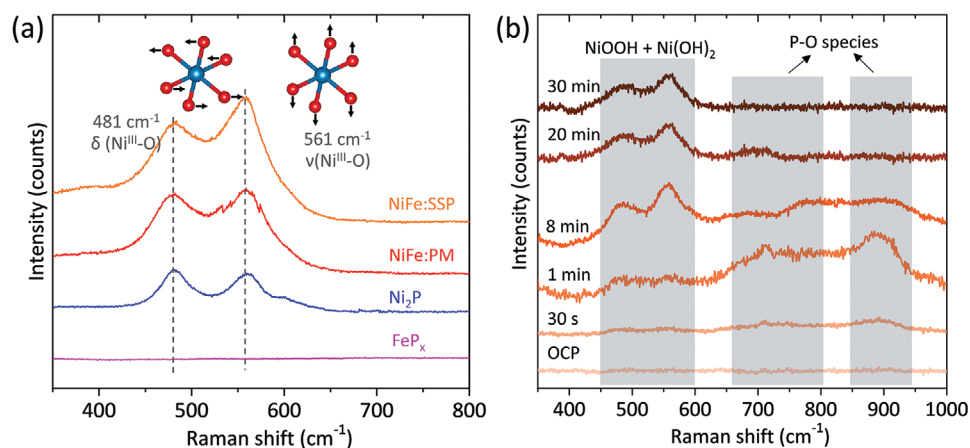 (a)
481 cm⁻¹
δ (Niᴵᴵᴵ-O)
561 cm⁻¹
ν(Niᴵᴵᴵ-O)
NiFe:SSP
NiFe:PM
Ni₂P
FePₓ
Intensity (counts)
400 500 600 700 800
Raman shift (cm⁻¹)
(b)
NiOOH + Ni(OH)₂
P-O species
30 min
20 min
8 min
1 min
30 s
OCP
Intensity (counts)
400 500 600 700 800 900 1000
Raman shift (cm⁻¹)